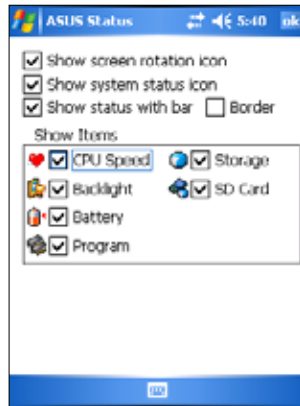 ASUS Status 5:40 ok
Show screen rotation icon
Show system status icon
Show status with bar Border
Show Items
CPU Speed Storage
Backlight SD Card
Battery
Program